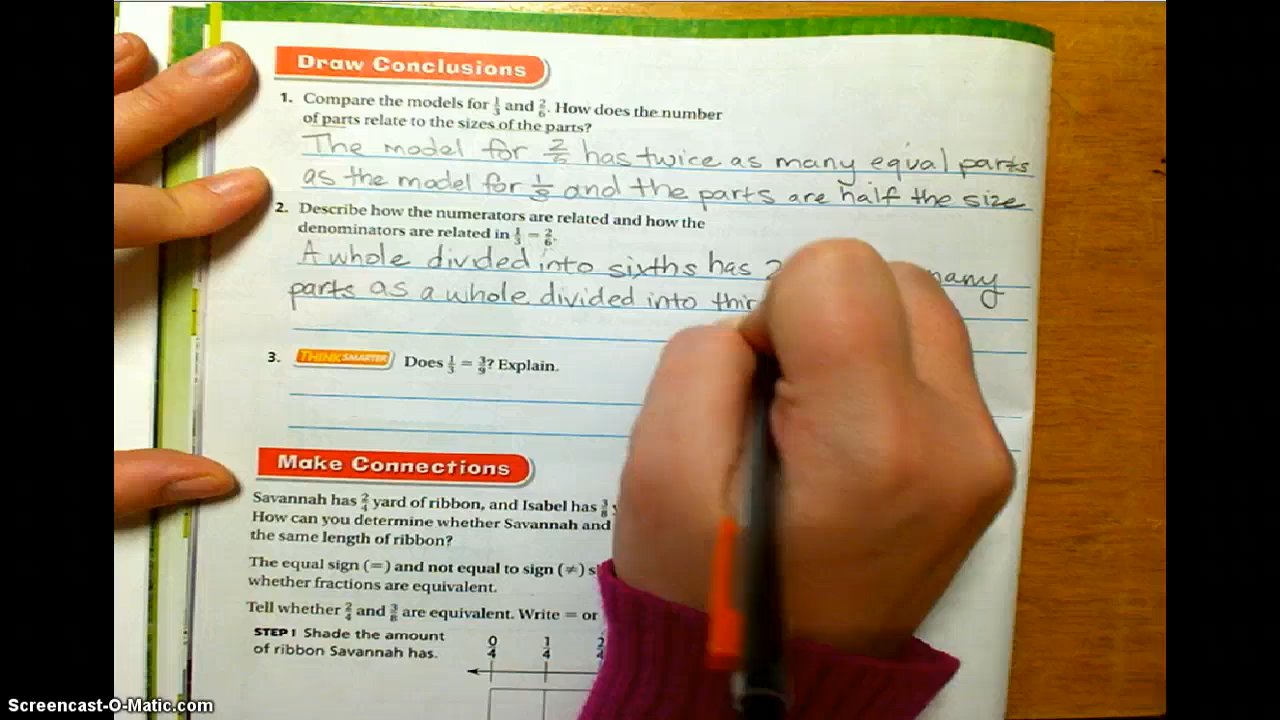 Draw Conclusions
1. Compare the models for 1/3 and 2/6. How does the number
of parts relate to the sizes of the parts?
The model for 2/6 has twice as many equal parts
as the model for 1/3 and the parts are half the size
2. Describe how the numerators are related and how the
denominators are related in 1/3 = 2/6.
A whole divided into sixths has 2 many
parts as a whole divided into thir
3. THINK SMARTER Does 1/3 = 3/9? Explain.
Make Connections
Savannah has 2/4 yard of ribbon, and Isabel has 3/8
How can you determine whether Savannah and
the same length of ribbon?
The equal sign (=) and not equal to sign (≠) s
whether fractions are equivalent.
Tell whether 2/4 and 3/8 are equivalent. Write = or
STEP 1 Shade the amount
of ribbon Savannah has.
0/4 1/4 2/4
Screencast-O-Matic.com